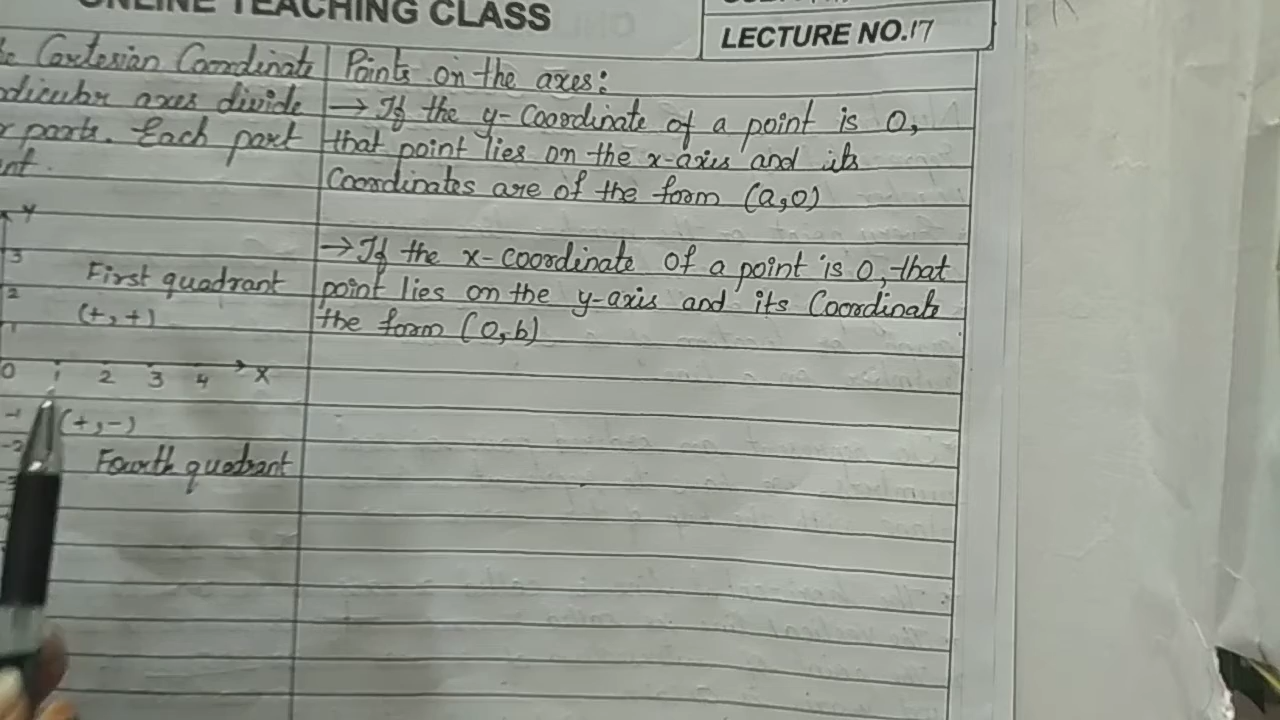 ONLINE TEACHING CLASS
LECTURE NO.17
Cartesian Coordinate
axes divide
parts. Each part
First quadrant
(+,+)
Y
3
2
1
0 1 2 3 4 X
-1 (+,-)
-2
Fourth quadrant
Points on the axes:
→ If the y-Coordinate of a point is 0,
that point lies on the x-axis and its
Coordinates are of the form (a,0)
→ If the x-coordinate of a point is 0, that
point lies on the y-axis and its Coordinate
the form (0,b)